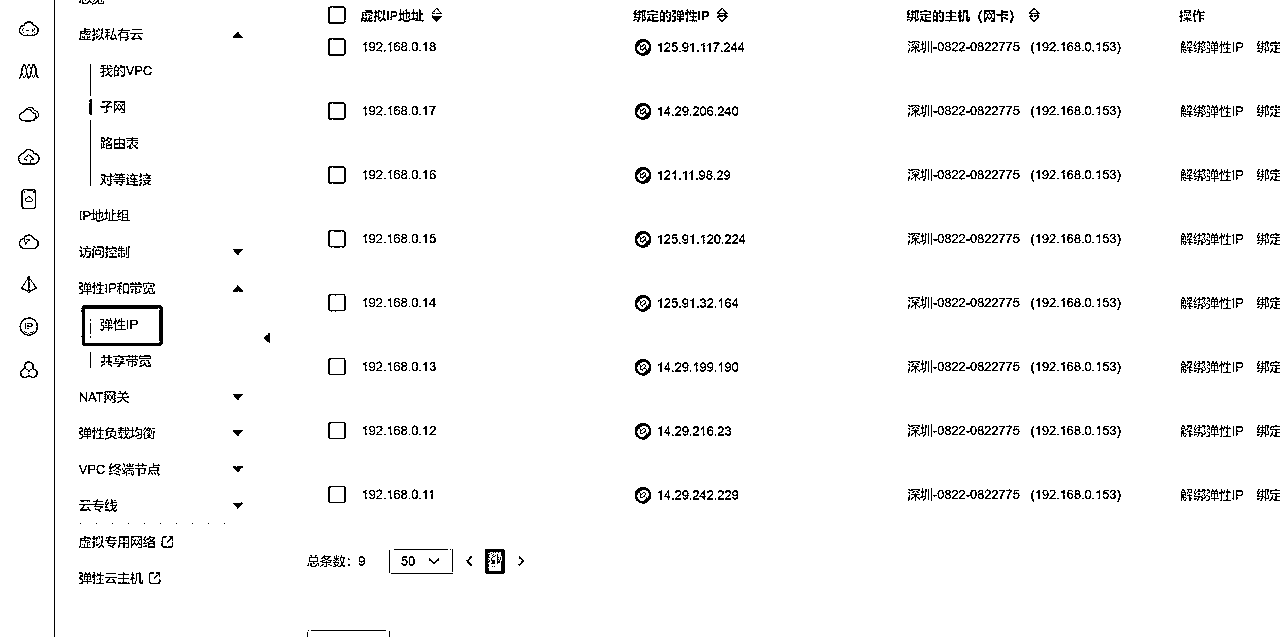 虚拟私有云
我的VPC
子网
路由表
对等连接
IP地址组
访问控制
弹性IP和带宽
弹性IP
共享带宽
NAT网关
弹性负载均衡
VPC 终端节点
云专线
虚拟专用网络
弹性云主机
虚拟IP地址 绑定的弹性IP 绑定的主机（网卡） 操作
192.168.0.18 125.91.117.244 深圳-0822-0822775 (192.168.0.153) 解绑弹性IP 绑定
192.168.0.17 14.29.206.240 深圳-0822-0822775 (192.168.0.153) 解绑弹性IP 绑定
192.168.0.16 121.11.98.29 深圳-0822-0822775 (192.168.0.153) 解绑弹性IP 绑定
192.168.0.15 125.91.120.224 深圳-0822-0822775 (192.168.0.153) 解绑弹性IP 绑定
192.168.0.14 125.91.32.164 深圳-0822-0822775 (192.168.0.153) 解绑弹性IP 绑定
192.168.0.13 14.29.199.190 深圳-0822-0822775 (192.168.0.153) 解绑弹性IP 绑定
192.168.0.12 14.29.216.23 深圳-0822-0822775 (192.168.0.153) 解绑弹性IP 绑定
192.168.0.11 14.29.242.229 深圳-0822-0822775 (192.168.0.153) 解绑弹性IP 绑定
总条数：9 50